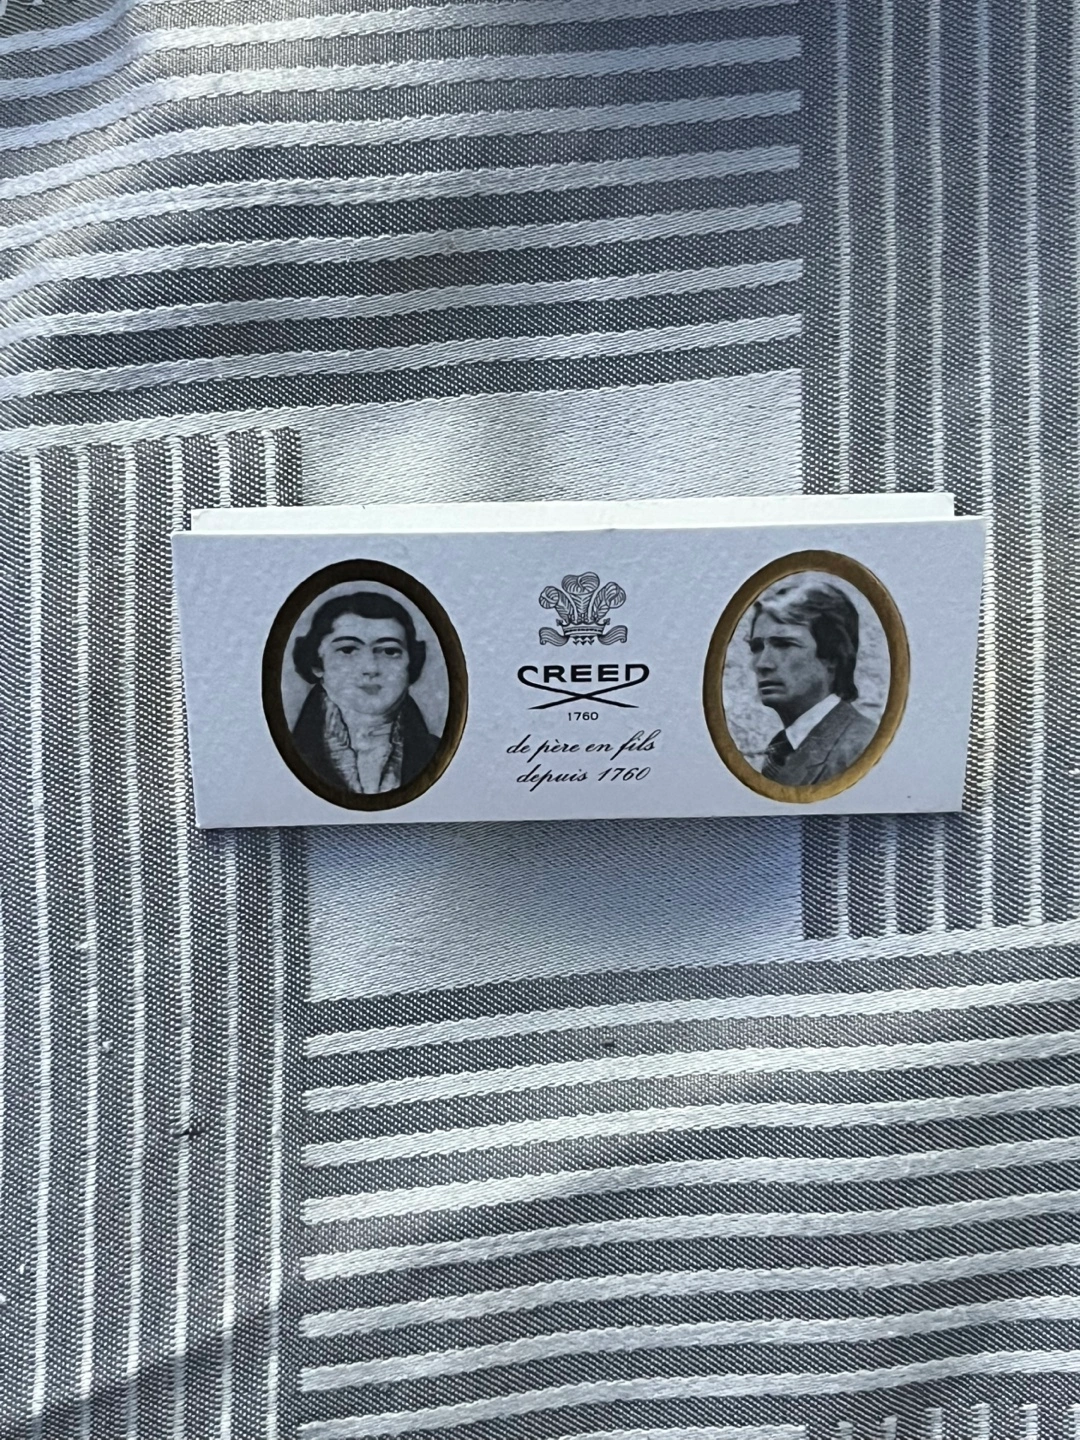 CREED
1760
de père en fils
depuis 1760